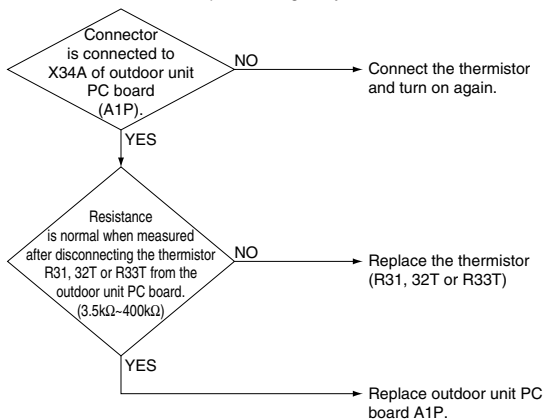 Connector
is connected to
X34A of outdoor unit
PC board
(A1P).
NO
Connect the thermistor
and turn on again.
YES
Resistance
is normal when measured
after disconnecting the thermistor
R31, 32T or R33T from the
outdoor unit PC board.
(3.5kΩ~400kΩ)
NO
Replace the thermistor
(R31, 32T or R33T)
YES
Replace outdoor unit PC
board A1P.